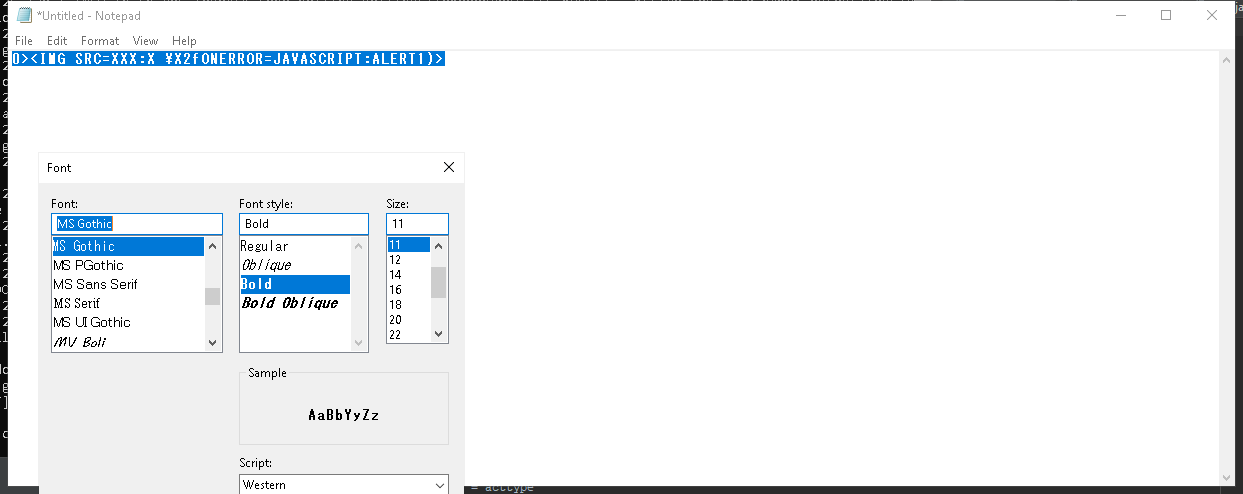 *Untitled - Notepad
File Edit Format View Help
0><IMG SRC=XXX:X ¥X2fONERROR=JAVASCRIPT:ALERT1)>
Font
Font: Font style: Size:
MS Gothic Bold 11
MS Gothic Regular 11
MS PGothic Oblique 12
MS Sans Serif Bold 14
MS Serif Bold Oblique 16
MS UI Gothic 18
MV Boli 20
22
Sample
AaBbYyZz
Script:
Western
= acctype